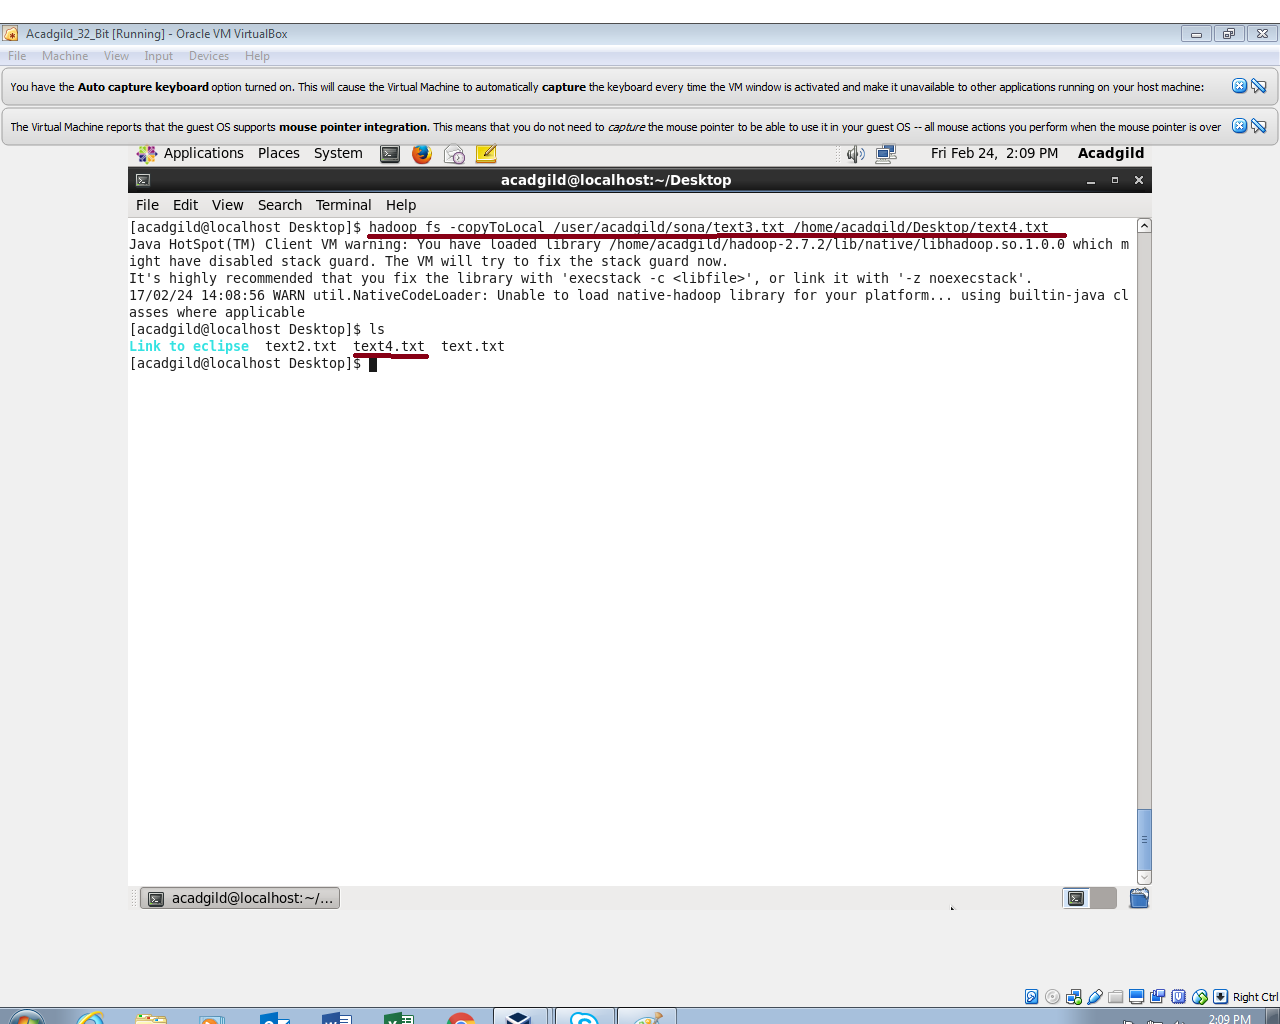 Acadgild_32_Bit [Running] - Oracle VM VirtualBox
File Machine View Input Devices Help
You have the Auto capture keyboard option turned on. This will cause the Virtual Machine to automatically capture the keyboard every time the VM window is activated and make it unavailable to other applications running on your host machine:
The Virtual Machine reports that the guest OS supports mouse pointer integration. This means that you do not need to capture the mouse pointer to be able to use it in your guest OS -- all mouse actions you perform when the mouse pointer is over
Applications Places System Fri Feb 24, 2:09 PM Acadgild
acadgild@localhost:~/Desktop
File Edit View Search Terminal Help
[acadgild@localhost Desktop]$ hadoop fs -copyToLocal /user/acadgild/sona/text3.txt /home/acadgild/Desktop/text4.txt
Java HotSpot(TM) Client VM warning: You have loaded library /home/acadgild/hadoop-2.7.2/lib/native/libhadoop.so.1.0.0 which m
ight have disabled stack guard. The VM will try to fix the stack guard now.
It's highly recommended that you fix the library with 'execstack -c <libfile>', or link it with '-z noexecstack'.
17/02/24 14:08:56 WARN util.NativeCodeLoader: Unable to load native-hadoop library for your platform... using builtin-java cl
asses where applicable
[acadgild@localhost Desktop]$ ls
Link to eclipse text2.txt text4.txt text.txt
[acadgild@localhost Desktop]$
acadgild@localhost:~/...
Right Ctrl
2:09 PM